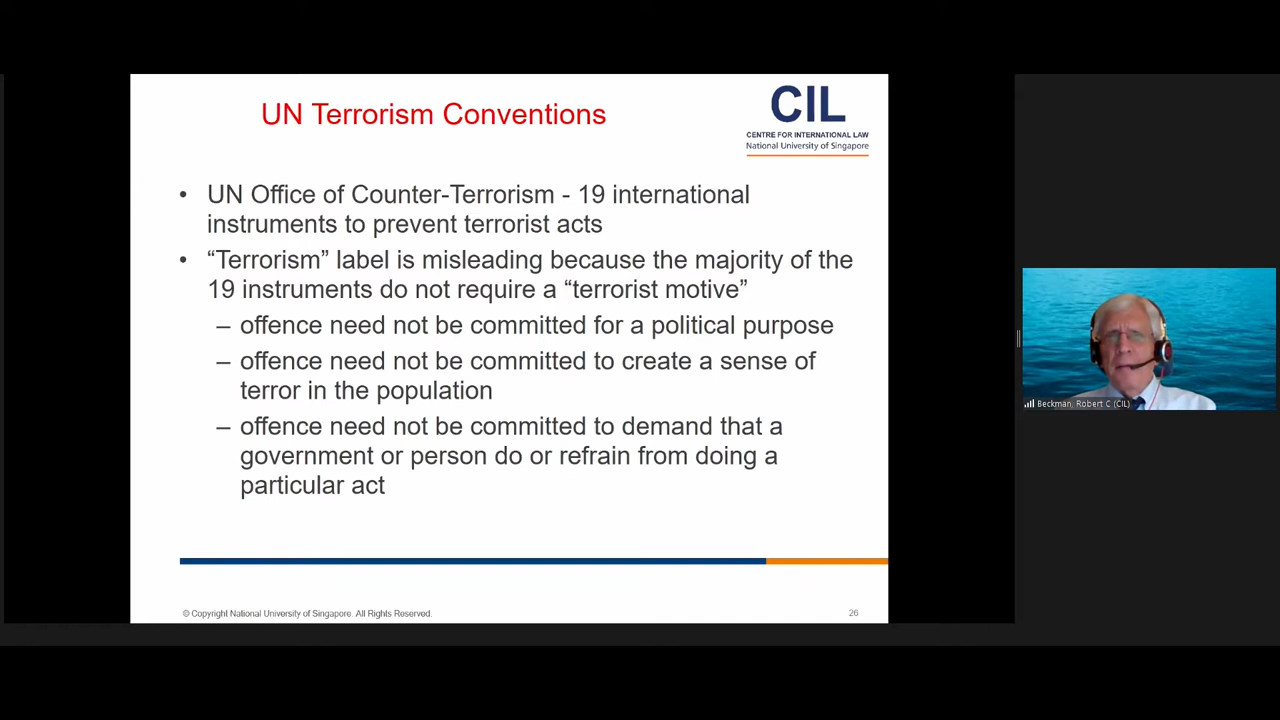 UN Terrorism Conventions
CIL
CENTRE FOR INTERNATIONAL LAW
National University of Singapore
• UN Office of Counter-Terrorism - 19 international
instruments to prevent terrorist acts
• “Terrorism” label is misleading because the majority of the
19 instruments do not require a “terrorist motive”
– offence need not be committed for a political purpose
– offence need not be committed to create a sense of
terror in the population
– offence need not be committed to demand that a
government or person do or refrain from doing a
particular act
© Copyright National University of Singapore. All Rights Reserved.
26
Beckman, Robert C (CIL)